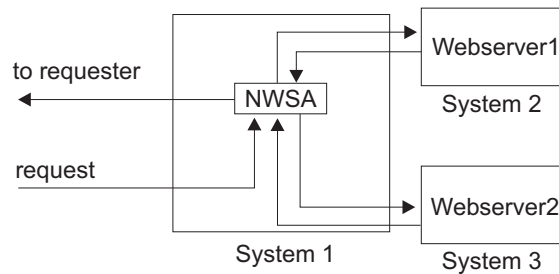 Webserver1
to requester
System 2
NWSA
request
Webserver2
System 1
System 3